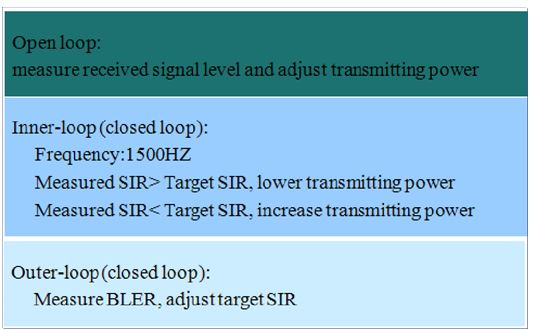 Open loop:
measure received signal level and adjust transmitting power
Inner-loop(closed loop):
Frequency:1500HZ
Measured SIR> Target SIR, lower transmitting power
Measured SIR< Target SIR, increase transmitting power
Outer-loop(closed loop):
Measure BLER, adjust target SIR